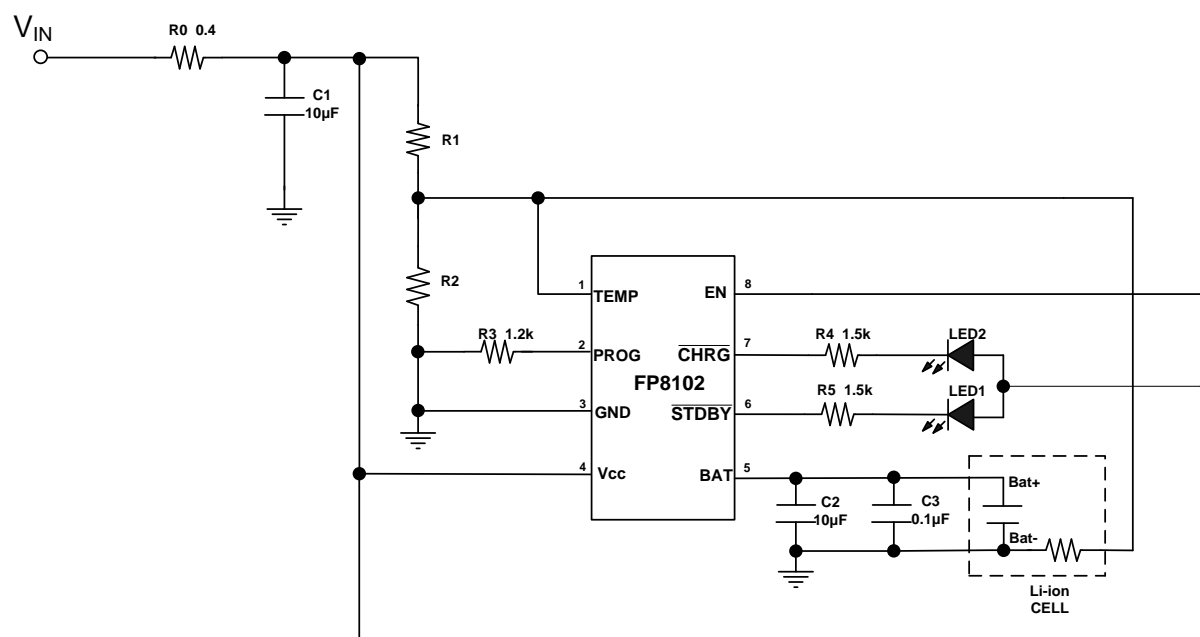 VIN
R0 0.4
C1
10µF
R1
R2
R3 1.2k
1
TEMP
2
PROG
3
GND
4
Vcc
FP8102
EN
8
CHRG
7
STDBY
6
BAT
5
R4 1.5k
LED2
R5 1.5k
LED1
C2
10µF
C3
0.1µF
Bat+
Bat-
Li-ion
CELL